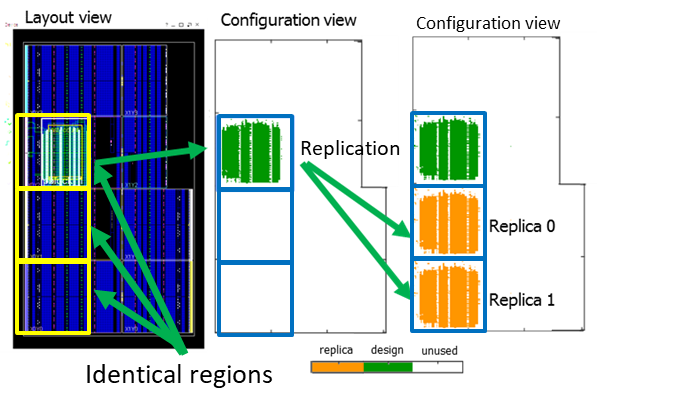 Layout view
Configuration view
Configuration view
Replication
Replica 0
Replica 1
Identical regions
replica design unused